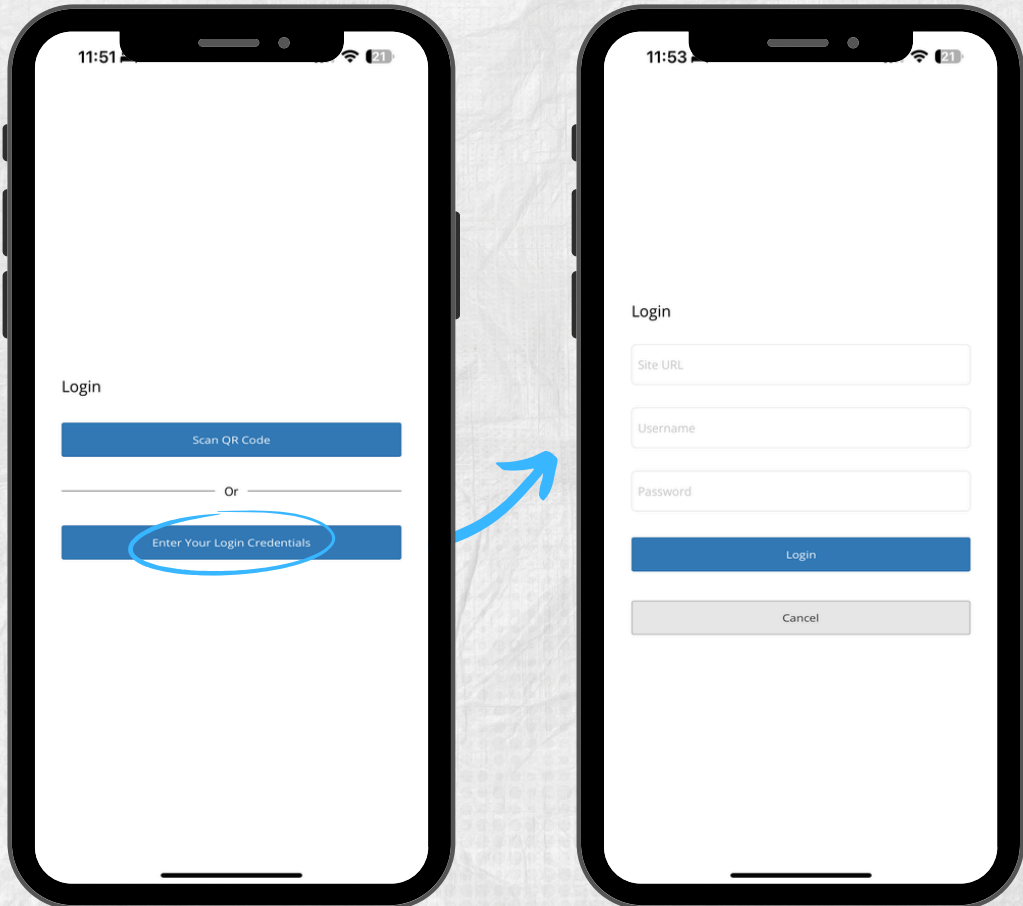 11:51
21
Login
Scan QR Code
Or
Enter Your Login Credentials
11:53
21
Login
Site URL
Username
Password
Login
Cancel